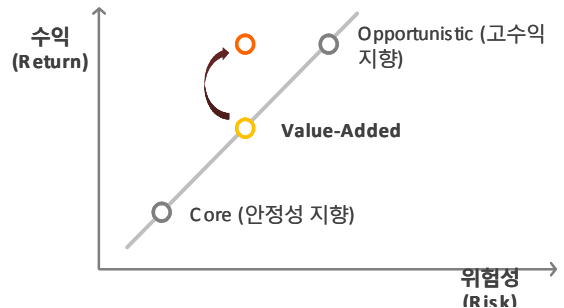 수익
(Return)
Opportunistic (고수익
지향)
Value-Added
Core (안정성 지향)
위험성
(Risk)